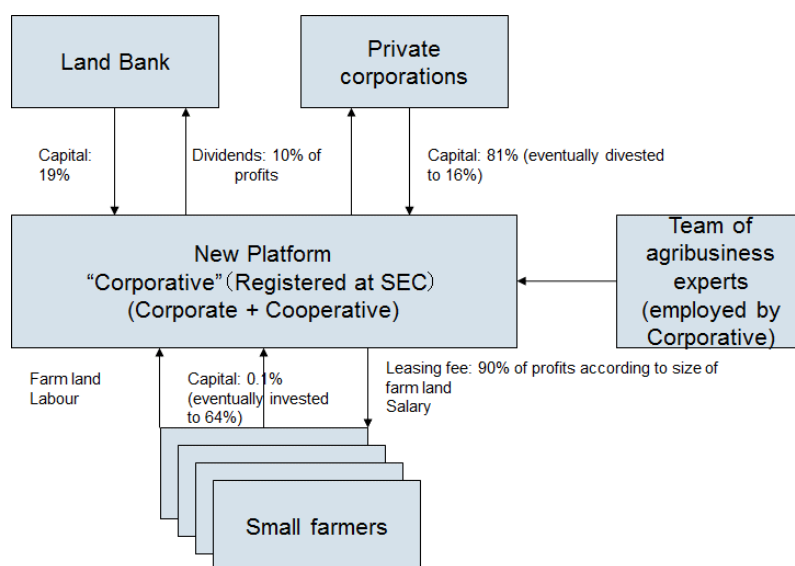 Land Bank
Private
corporations
Capital:
19%
Dividends: 10% of
profits
Capital: 81% (eventually divested
to 16%)
New Platform
“Corporative”(Registered at SEC)
(Corporate + Cooperative)
Team of
agribusiness
experts
(employed by
Corporative)
Farm land
Labour
Capital: 0.1%
(eventually invested
to 64%)
Leasing fee: 90% of profits according to size of
farm land
Salary
Small farmers